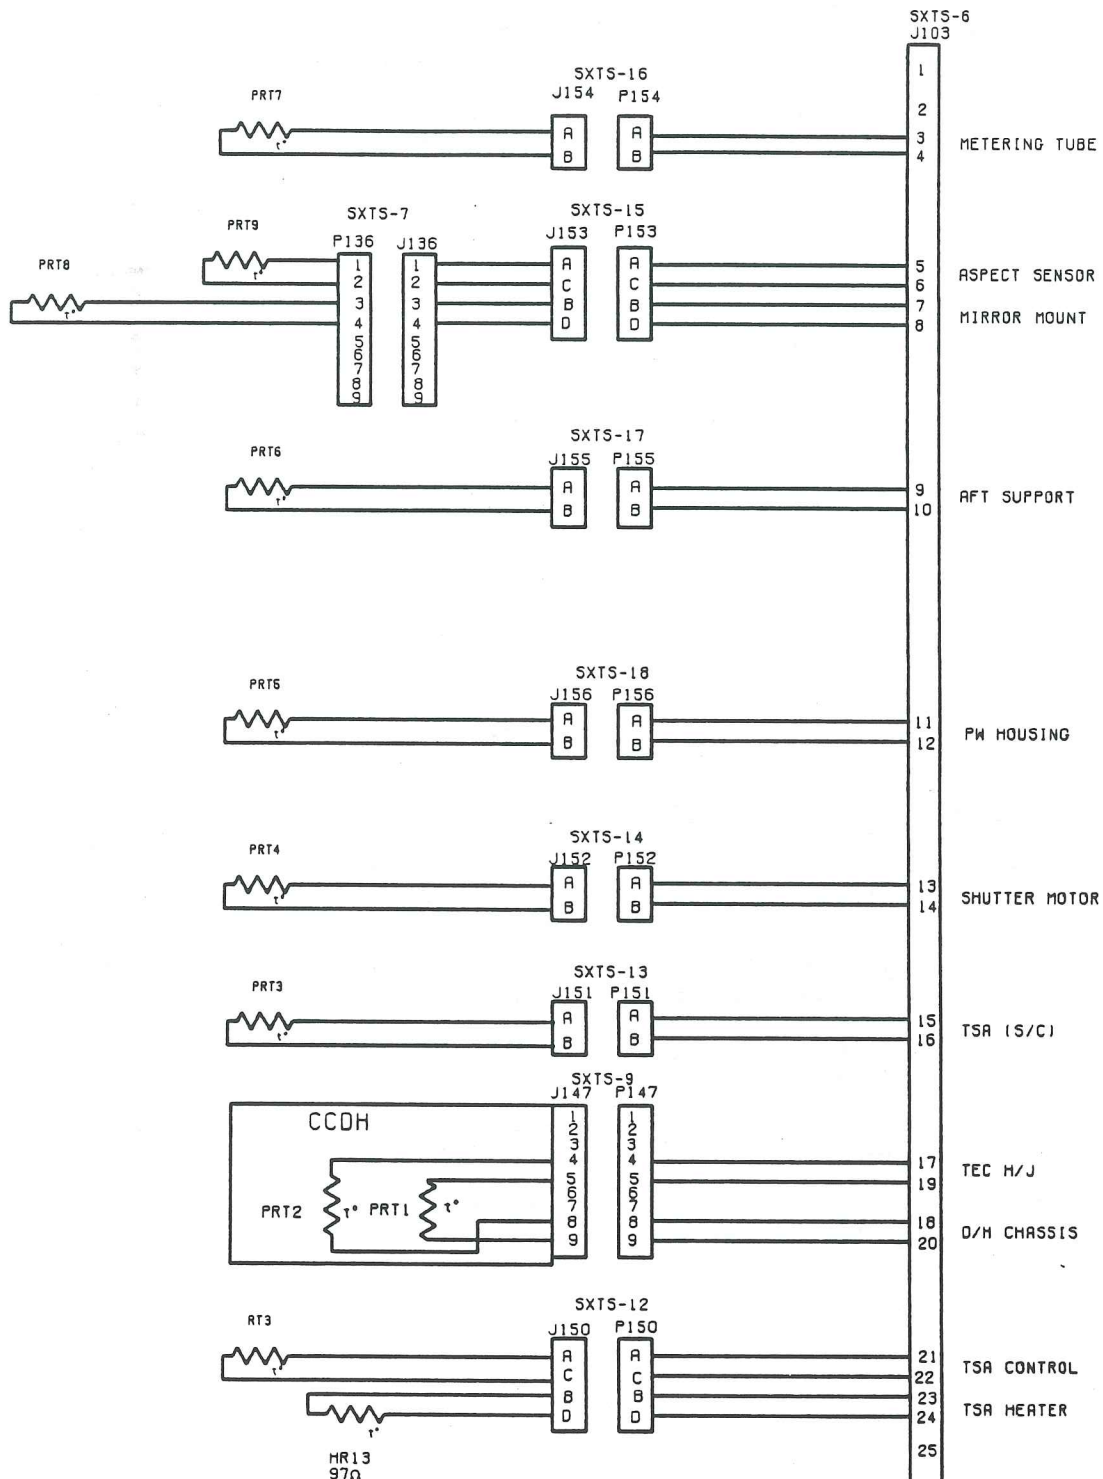 SXTS-6
J103
1
2
SXTS-16
J154 P154
PRT7
t°
A A 3
B B 4
METERING TUBE
SXTS-7
SXTS-15
P136 J136
J153 P153
PRT9
t°
PRT8
t°
1 1 A A 5
2 2 C C 6
ASPECT SENSOR
3 3 B B 7
4 4 D D 8
MIRROR MOUNT
5 5
6 6
7 7
8 8
9 9
SXTS-17
J155 P155
PRT6
t°
A A 9
B B 10
AFT SUPPORT
SXTS-18
J156 P156
PRT5
t°
A A 11
B B 12
PW HOUSING
SXTS-14
J152 P152
PRT4
t°
A A 13
B B 14
SHUTTER MOTOR
SXTS-13
J151 P151
PRT3
t°
A A 15
B B 16
TSA (S/C)
SXTS-9
J147 P147
CCDH
1 1
2 2
3 3
4 4 17
5 5 19
TEC H/J
6 6
7 7
PRT2 t° PRT1 t°
8 8 18
9 9 20
O/H CHASSIS
SXTS-12
J150 P150
RT3
t°
A A 21
C C 22
TSA CONTROL
B B 23
D D 24
TSA HEATER
t°
HR13
97Ω
25